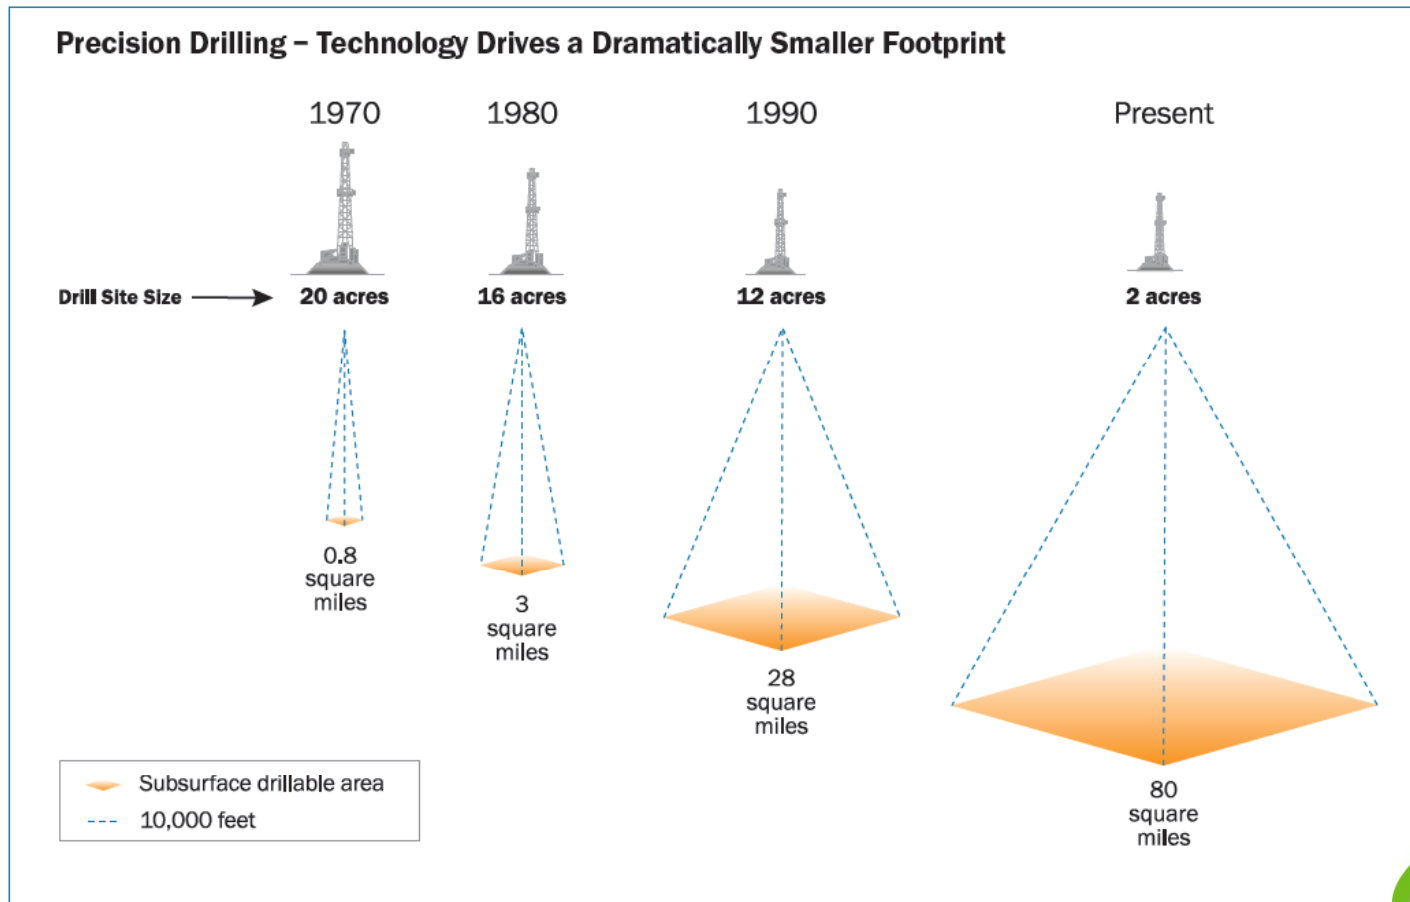 Precision Drilling – Technology Drives a Dramatically Smaller Footprint
1970
1980
1990
Present
Drill Site Size
20 acres
16 acres
12 acres
2 acres
0.8
square
miles
3
square
miles
28
square
miles
80
square
miles
Subsurface drillable area
10,000 feet